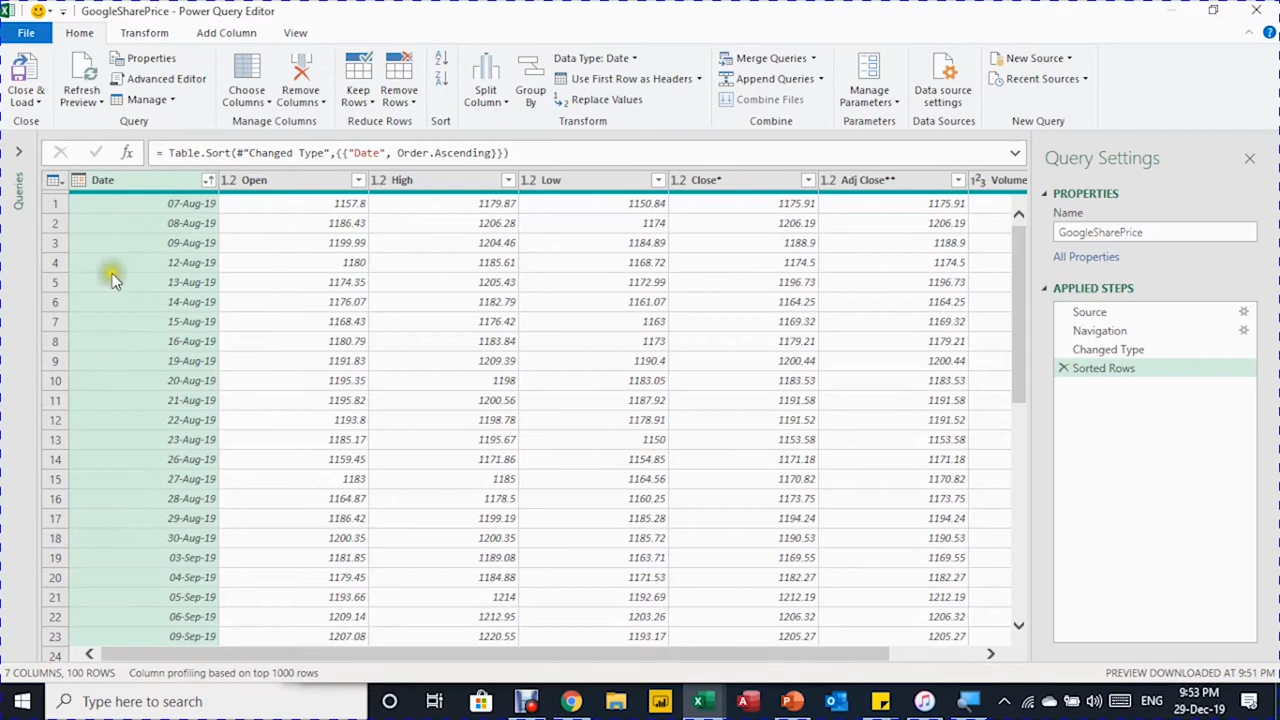 GoogleSharePrice - Power Query Editor
File Home Transform Add Column View
Close & Load
Close
Refresh Preview
Properties
Advanced Editor
Manage
Query
Choose Columns
Remove Columns
Manage Columns
Keep Rows
Remove Rows
Reduce Rows
Sort
Split Column
Group By
Data Type: Date
Use First Row as Headers
Replace Values
Transform
Merge Queries
Append Queries
Combine Files
Combine
Manage Parameters
Parameters
Data source settings
Data Sources
New Source
Recent Sources
New Query
Queries
fx = Table.Sort(#"Changed Type",{{"Date", Order.Ascending}})
Date 1.2 Open 1.2 High 1.2 Low 1.2 Close* 1.2 Adj Close** 123 Volume
1 07-Aug-19 1157.8 1179.87 1150.84 1175.91 1175.91
2 08-Aug-19 1186.43 1206.28 1174 1206.19 1206.19
3 09-Aug-19 1199.99 1204.46 1184.89 1188.9 1188.9
4 12-Aug-19 1180 1185.61 1168.72 1174.5 1174.5
5 13-Aug-19 1174.35 1205.43 1172.99 1196.73 1196.73
6 14-Aug-19 1176.07 1182.79 1161.07 1164.25 1164.25
7 15-Aug-19 1168.43 1176.42 1163 1169.32 1169.32
8 16-Aug-19 1180.79 1183.84 1173 1179.21 1179.21
9 19-Aug-19 1191.83 1209.39 1190.4 1200.44 1200.44
10 20-Aug-19 1195.35 1198 1183.05 1183.53 1183.53
11 21-Aug-19 1195.82 1200.56 1187.92 1191.58 1191.58
12 22-Aug-19 1193.8 1198.78 1178.91 1191.52 1191.52
13 23-Aug-19 1185.17 1195.67 1150 1153.58 1153.58
14 26-Aug-19 1159.45 1171.86 1154.85 1171.18 1171.18
15 27-Aug-19 1183 1185 1164.56 1170.82 1170.82
16 28-Aug-19 1164.87 1178.5 1160.25 1173.75 1173.75
17 29-Aug-19 1186.42 1199.19 1185.28 1194.24 1194.24
18 30-Aug-19 1200.35 1200.35 1185.72 1190.53 1190.53
19 03-Sep-19 1181.85 1189.08 1163.71 1169.55 1169.55
20 04-Sep-19 1179.45 1184.88 1171.53 1182.27 1182.27
21 05-Sep-19 1193.66 1214 1192.69 1212.19 1212.19
22 06-Sep-19 1209.14 1212.95 1203.26 1206.32 1206.32
23 09-Sep-19 1207.08 1220.55 1193.17 1205.27 1205.27
24
Query Settings
PROPERTIES
Name
GoogleSharePrice
All Properties
APPLIED STEPS
Source
Navigation
Changed Type
Sorted Rows
7 COLUMNS, 100 ROWS Column profiling based on top 1000 rows PREVIEW DOWNLOADED AT 9:51 PM
Type here to search
ENG
9:53 PM
29-Dec-19